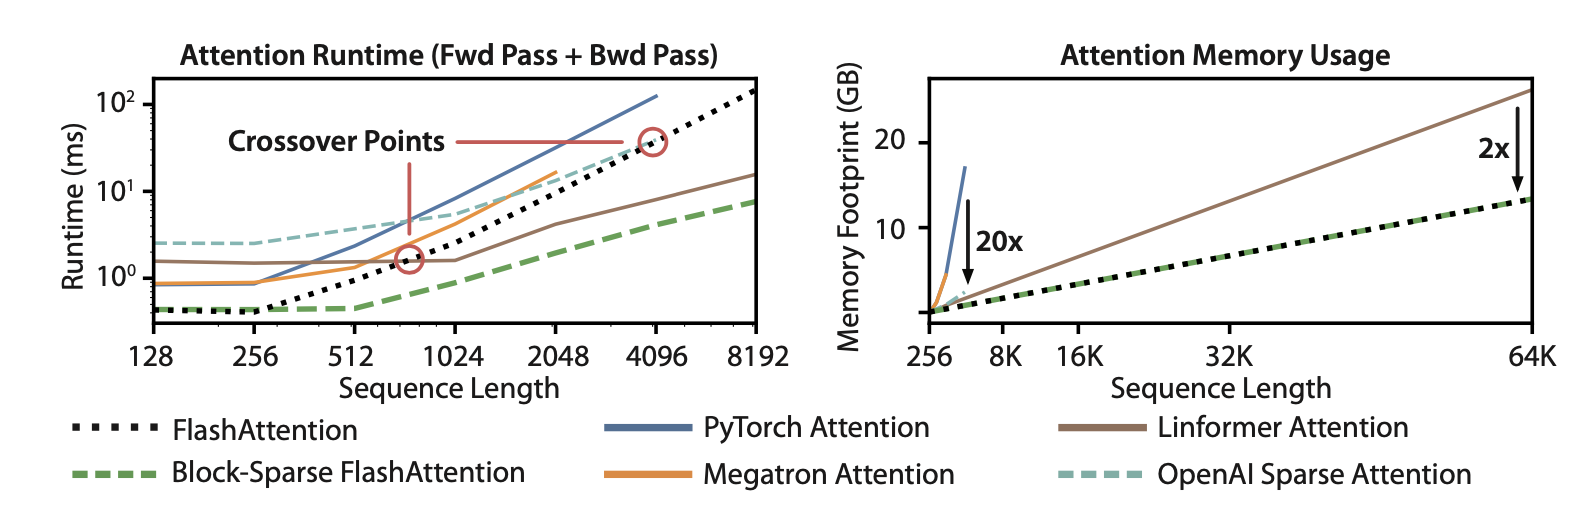 Attention Runtime (Fwd Pass + Bwd Pass)
Runtime (ms)
10²
10¹
10⁰
Crossover Points
128 256 512 1024 2048 4096 8192
Sequence Length
Attention Memory Usage
Memory Footprint (GB)
20
10
20x
2x
256 8K 16K 32K 64K
Sequence Length
FlashAttention
Block-Sparse FlashAttention
PyTorch Attention
Megatron Attention
Linformer Attention
OpenAI Sparse Attention